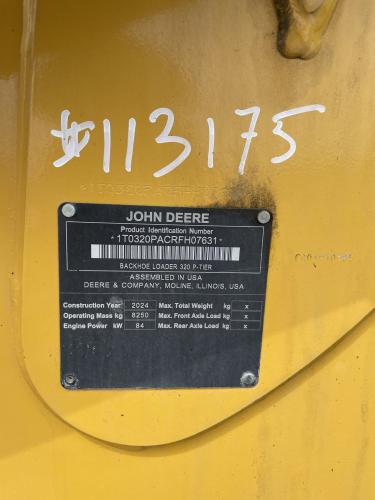 #113175
JOHN DEERE
Product Identification Number
*1T0320PACRFH07631*
BACKHOE LOADER 320 P-TIER
ASSEMBLED IN USA
DEERE & COMPANY, MOLINE, ILLINOIS, USA
Construction Year 2024 Max. Total Weight kg x
Operating Mass kg 8250 Max. Front Axle Load kg x
Engine Power kW 84 Max. Rear Axle Load kg x